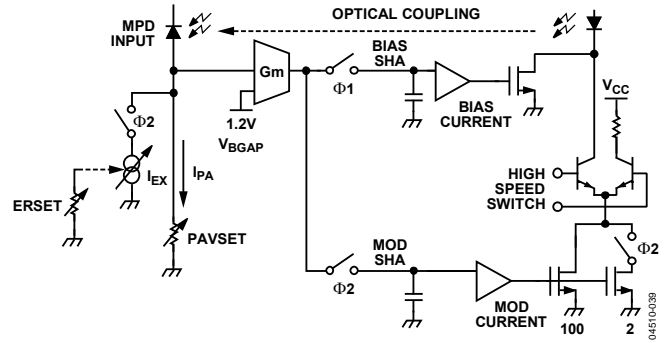 MPD
INPUT
OPTICAL COUPLING
Gm
1.2V
VBGAP
Φ1
BIAS
SHA
BIAS
CURRENT
VCC
HIGH
SPEED
SWITCH
Φ2
IEX
IPA
ERSET
PAVSET
Φ2
MOD
SHA
MOD
CURRENT
Φ2
100
2
04510-039